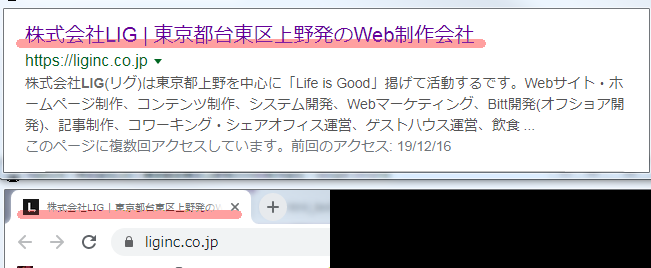 株式会社LIG | 東京都台東区上野発のWeb制作会社
https://liginc.co.jp
株式会社LIG(リグ)は東京都上野を中心に「Life is Good」掲げて活動するです。Webサイト・ホ
ームページ制作、コンテンツ制作、システム開発、Webマーケティング、Bitt開発(オフショア開
発)、記事制作、コワーキング・シェアオフィス運営、ゲストハウス運営、飲食 ...
このページに複数回アクセスしています。前回のアクセス: 19/12/16
L 株式会社LIG | 東京都台東区上野発の
liginc.co.jp